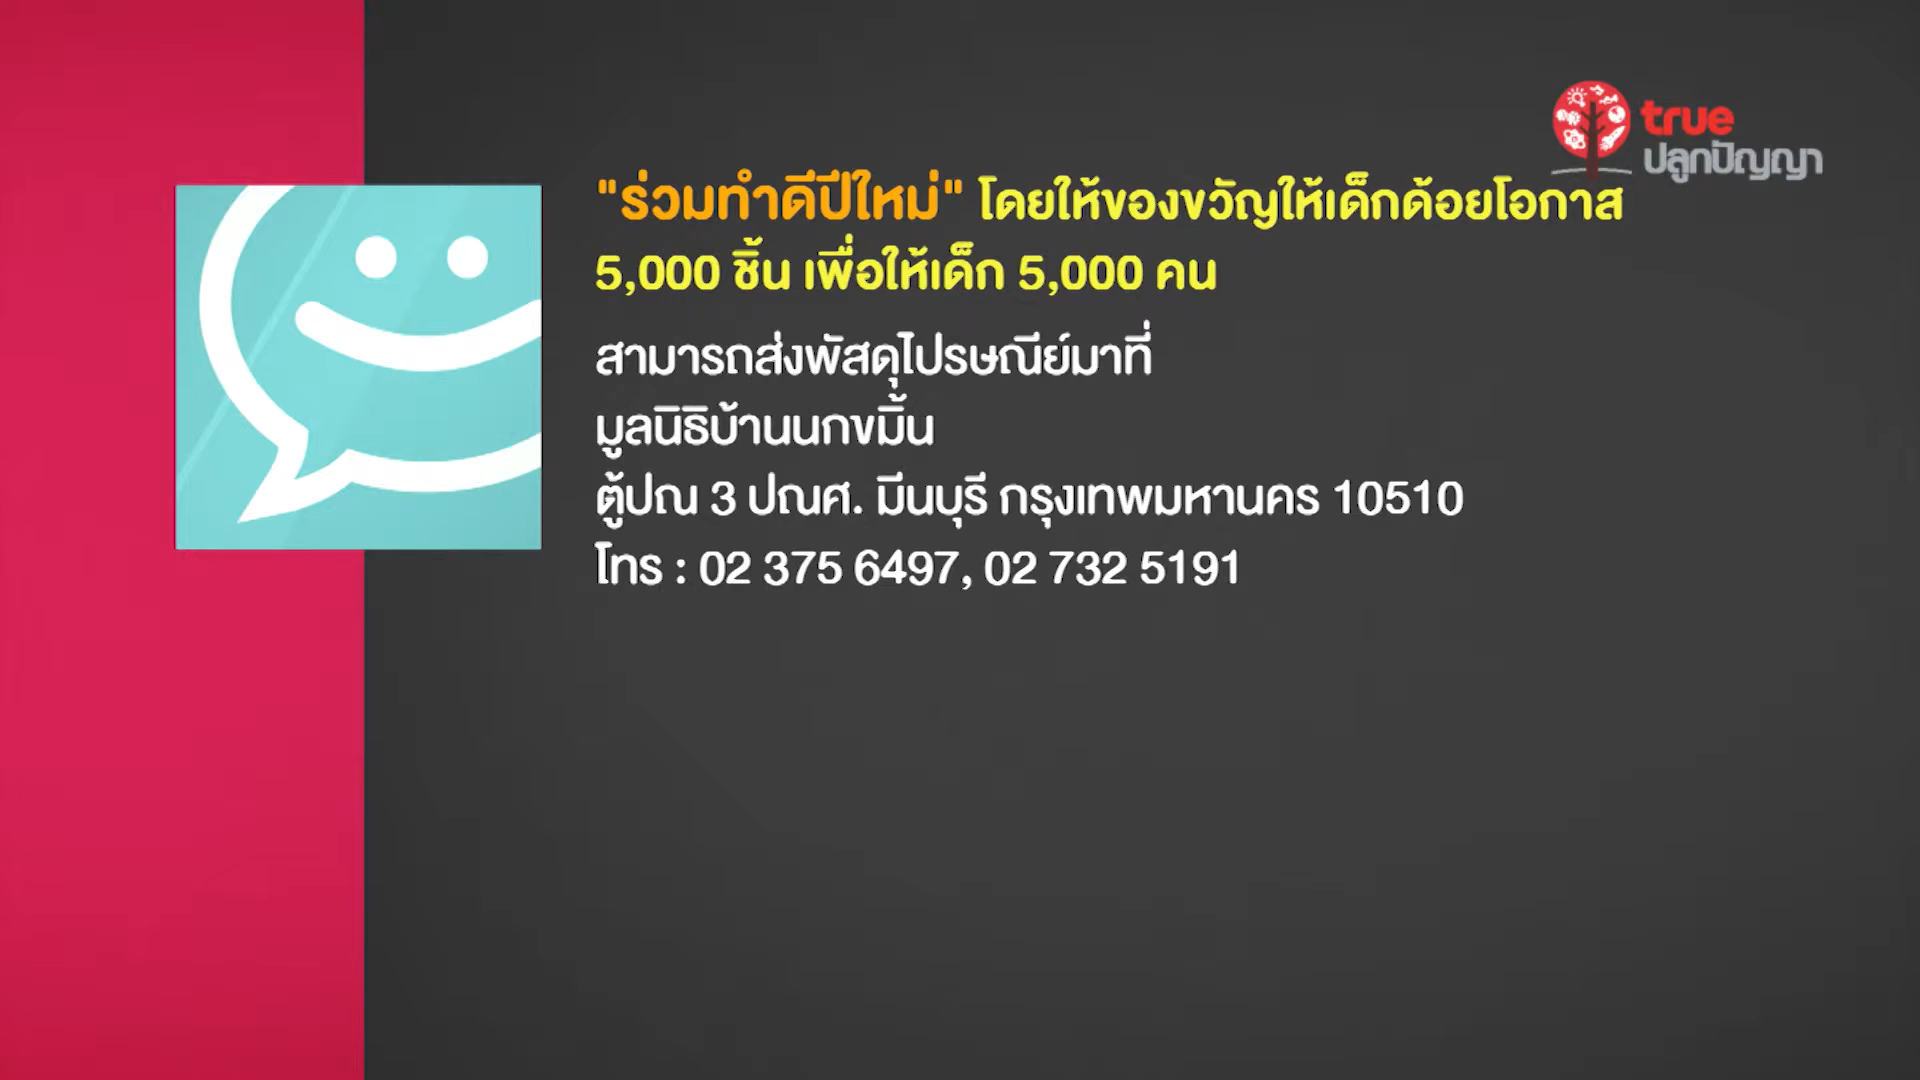 true
ปลูกปัญญา
"ร่วมทำดีปีใหม่" โดยให้ของขวัญให้เด็กด้อยโอกาส
5,000 ชิ้น เพื่อให้เด็ก 5,000 คน
สามารถส่งพัสดุไปรษณีย์มาที่
มูลนิธิบ้านนกขมิ้น
ตู้ปณ 3 ปณศ. มีนบุรี กรุงเทพมหานคร 10510
โทร : 02 375 6497, 02 732 5191